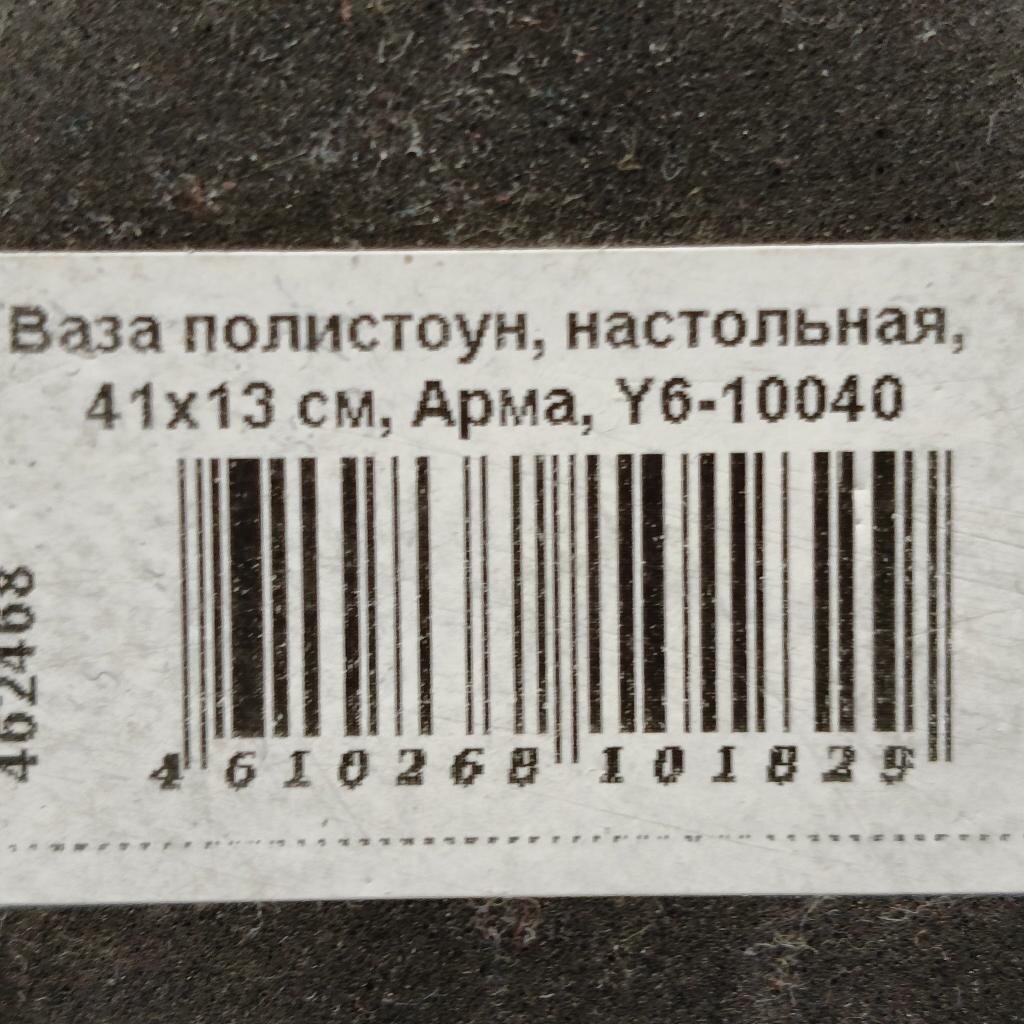 Ваза полистоун, настольная,
41x13 см, Арма, Y6-10040
462468
4 610268 101829